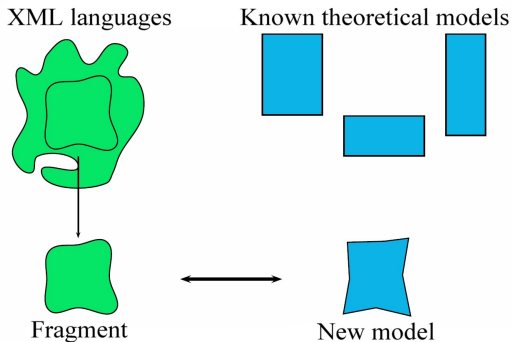 XML languages
Known theoretical models
Fragment
New model